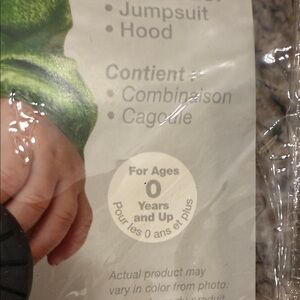 • Jumpsuit
• Hood
Contient :
• Combinaison
• Cagoule
For Ages
0
Years
and Up
Pour les 0 ans et plus
Actual product may
vary in color from photo.